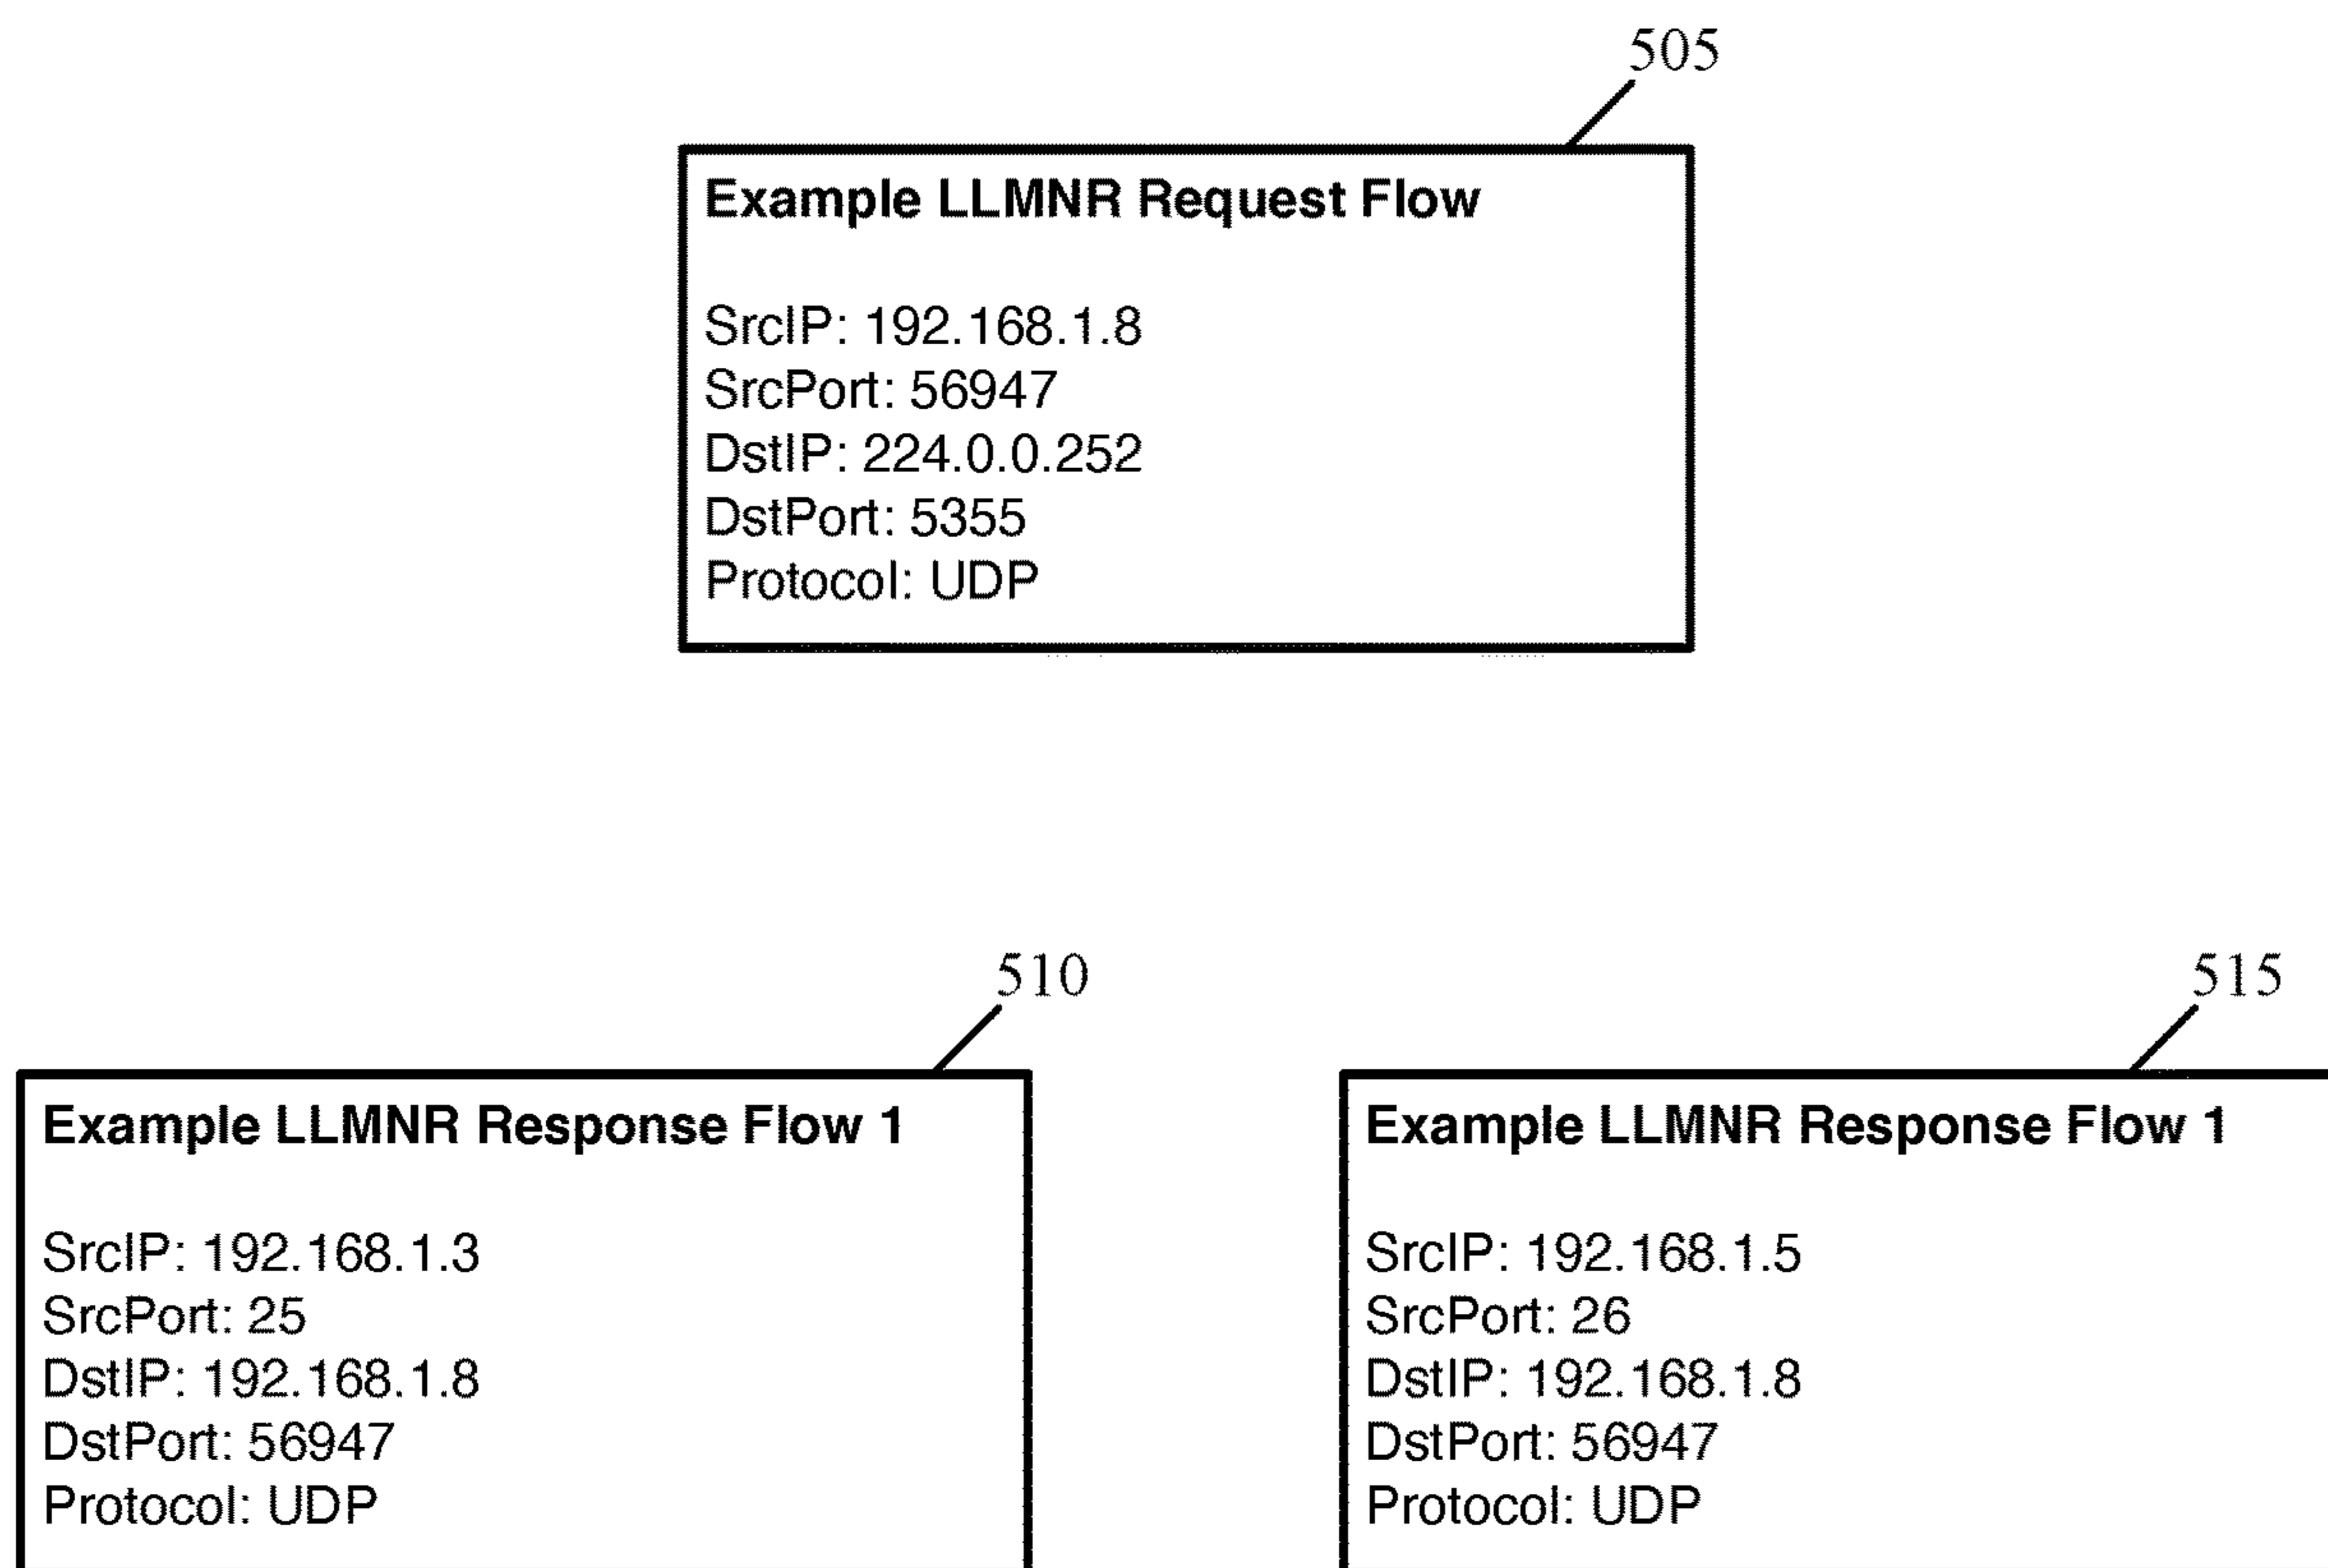 505
Example LLMNR Request Flow
SrcIP: 192.168.1.8
SrcPort: 56947
DstIP: 224.0.0.252
DstPort: 5355
Protocol: UDP
510
Example LLMNR Response Flow 1
SrcIP: 192.168.1.3
SrcPort: 25
DstIP: 192.168.1.8
DstPort: 56947
Protocol: UDP
515
Example LLMNR Response Flow 1
SrcIP: 192.168.1.5
SrcPort: 26
DstIP: 192.168.1.8
DstPort: 56947
Protocol: UDP